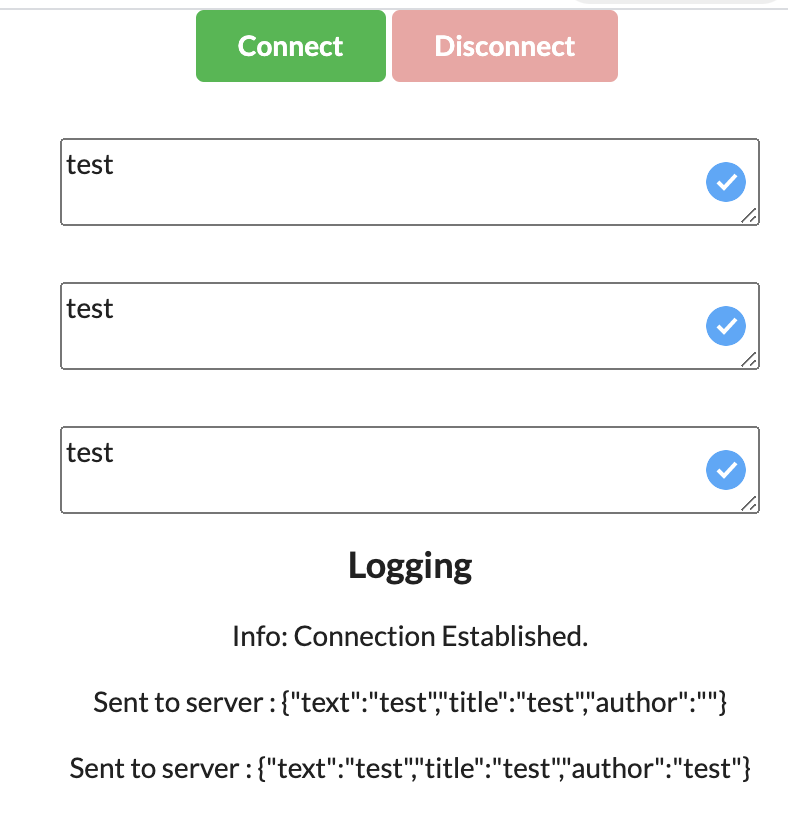 Connect Disconnect
test
test
test
Logging
Info: Connection Established.
Sent to server : {"text":"test","title":"test","author":""}
Sent to server : {"text":"test","title":"test","author":"test"}